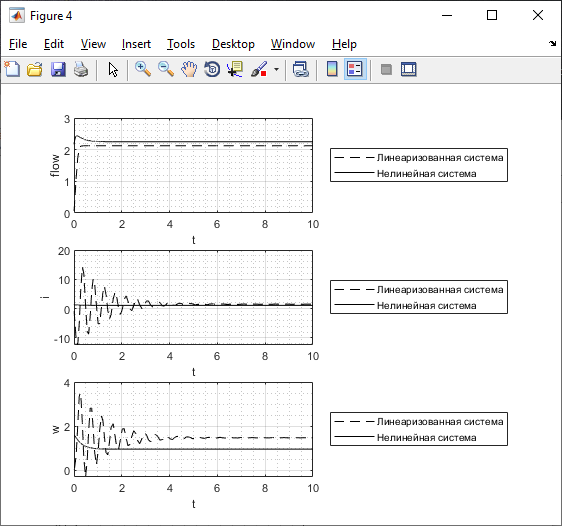 Figure 4
File Edit View Insert Tools Desktop Window Help
3
2
1
0
flow
0 2 4 6 8 10
t
Линеаризованная система
Нелинейная система
20
10
0
-10
i
0 2 4 6 8 10
t
Линеаризованная система
Нелинейная система
4
2
0
w
0 2 4 6 8 10
t
Линеаризованная система
Нелинейная система